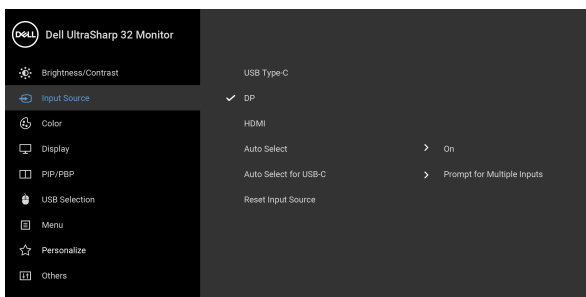 DELL Dell UltraSharp 32 Monitor
Brightness/Contrast USB Type-C
Input Source DP
Color HDMI
Display Auto Select On
PIP/PBP Auto Select for USB-C Prompt for Multiple Inputs
USB Selection Reset Input Source
Menu
Personalize
Others